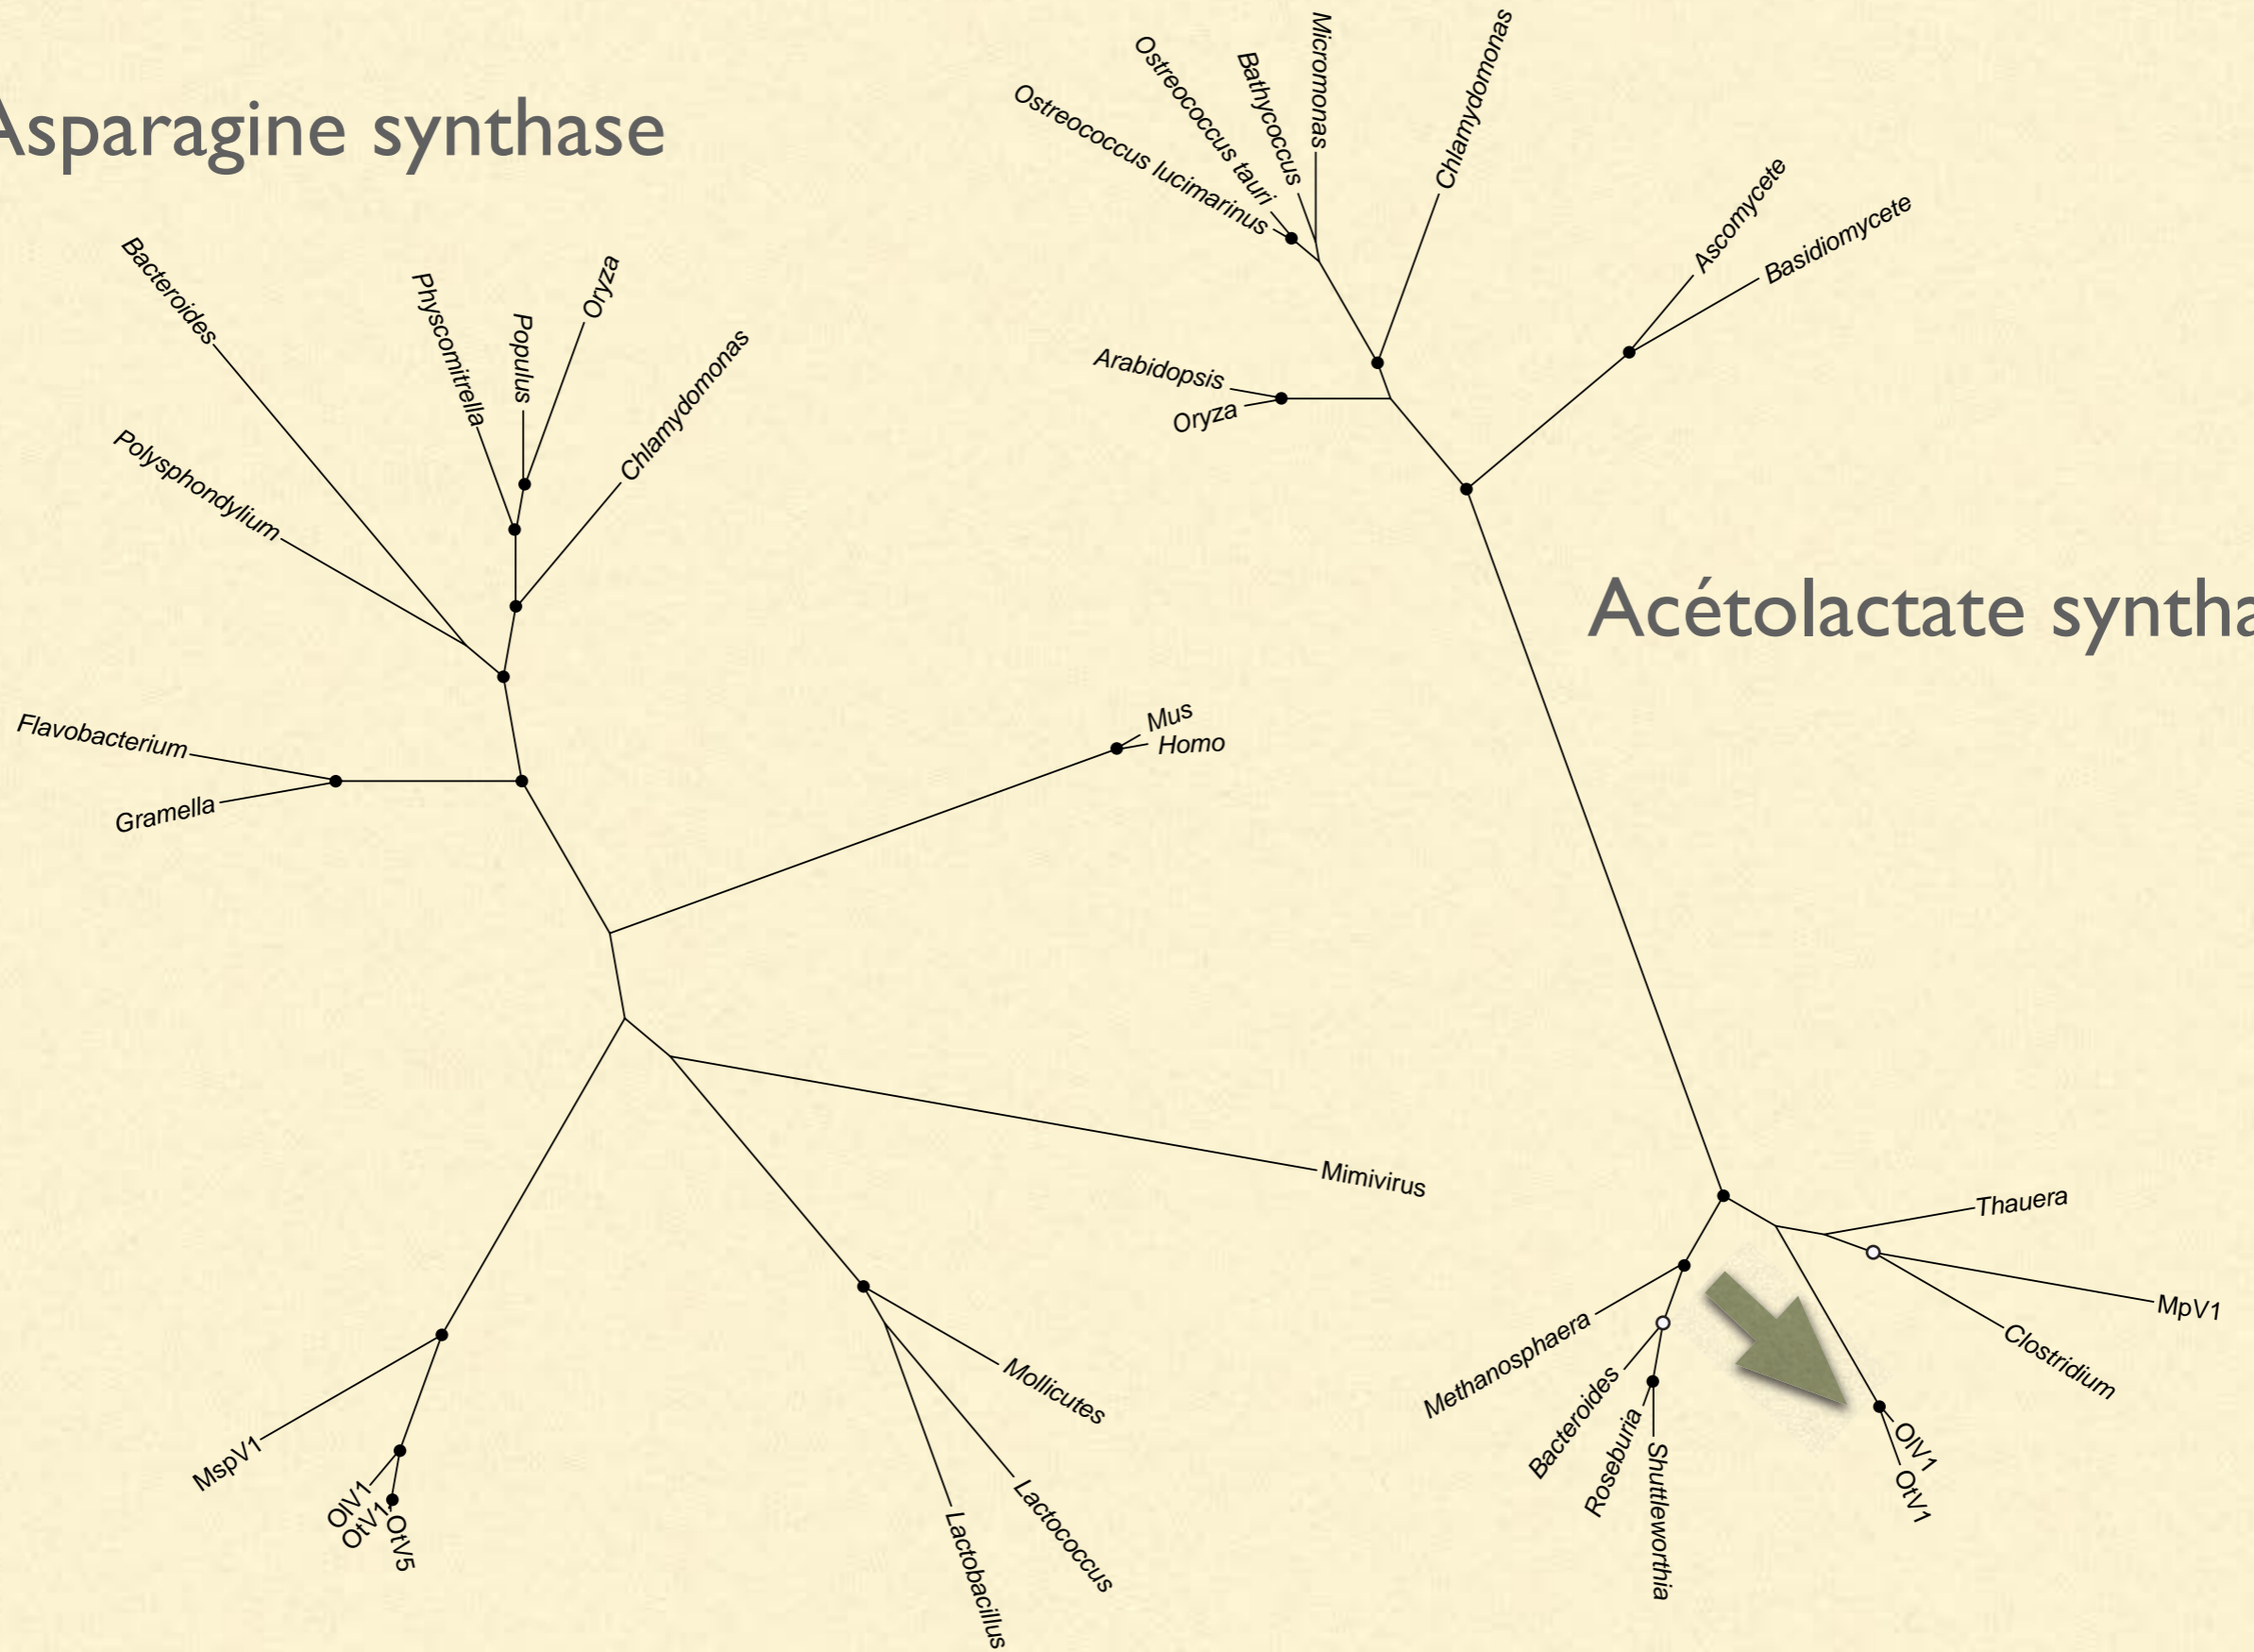 Asparagine synthase
Bacteroides
Physcomitrella
Populus
Oryza
Chlamydomonas
Polysphondylium
Flavobacterium
Gramella
Mus
Homo
Mimivirus
MspV1
OlV1
OtV1
OtV5
Mollicutes
Lactococcus
Lactobacillus
Ostreococcus lucimarinus
Ostreococcus tauri
Bathycoccus
Micromonas
Chlamydomonas
Ascomycete
Basidiomycete
Arabidopsis
Oryza
Acétolactate syntha
Thauera
MpV1
Clostridium
OlV1
OtV1
Methanosphaera
Bacteroides
Roseburia
Shuttleworthia